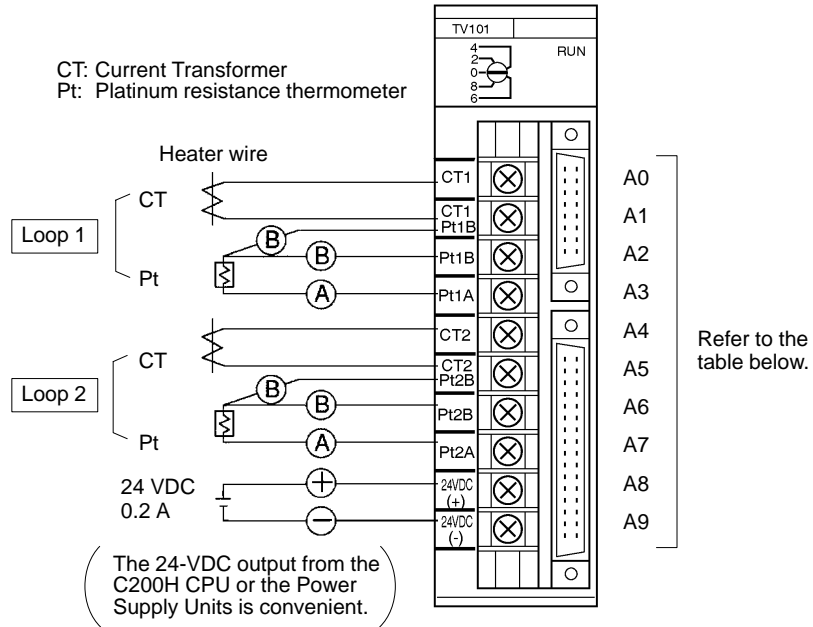 TV101
4
2
0
8
6
RUN
CT: Current Transformer
Pt: Platinum resistance thermometer
Heater wire
Loop 1
CT
Pt
B
B
A
CT1
CT1
Pt1B
Pt1B
Pt1A
A0
A1
A2
A3
Loop 2
CT
Pt
B
B
A
CT2
CT2
Pt2B
Pt2B
Pt2A
A4
A5
A6
A7
24 VDC
0.2 A
+
−
24VDC
(+)
24VDC
(-)
A8
A9
Refer to the
table below.
The 24-VDC output from the
C200H CPU or the Power
Supply Units is convenient.